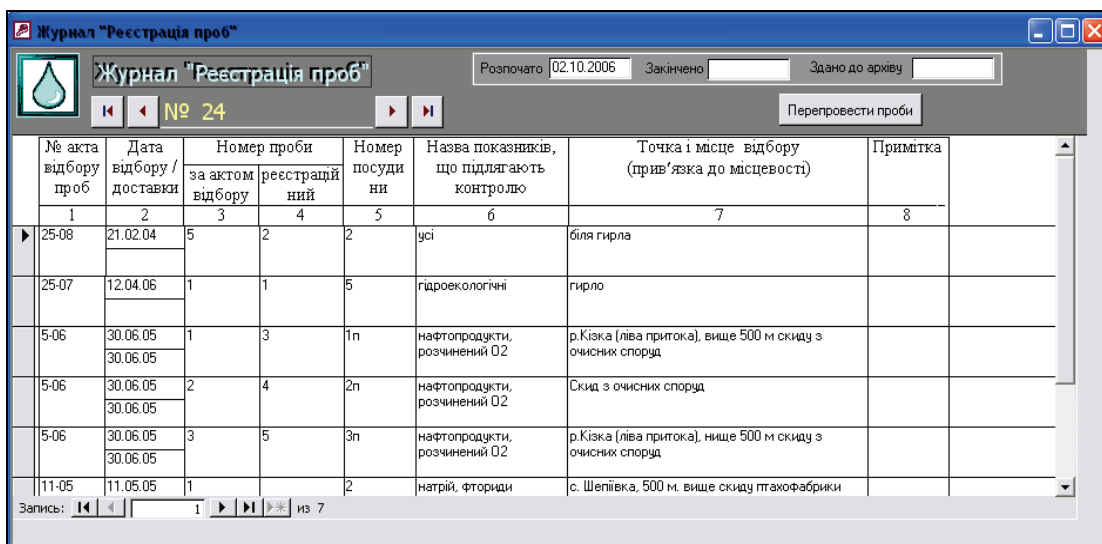 Журнал "Реєстрація проб"
Журнал "Реєстрація проб"
Розпочато 02.10.2006 Закінчено Здано до архіву
№ 24
Перепровести проби
№ акта відбору проб
Дата відбору / доставки
Номер проби
за актом відбору
реєстрацій ний
Номер посуди ни
Назва показників, що підлягають контролю
Точка і місце відбору (прив'язка до місцевості)
Примітка
1 2 3 4 5 6 7 8
25-08 21.02.04 5 2 2 усі біля гирла
25-07 12.04.06 1 1 5 гідроекологічні гирло
5-06 30.06.05 1 3 1п нафтопродукти, р.Кізка (ліва притока), вище 500 м скиду з
30.06.05 розчинений О2 очисних споруд
5-06 30.06.05 2 4 2п нафтопродукти, Скид з очисних споруд
30.06.05 розчинений О2
5-06 30.06.05 3 5 3п нафтопродукти, р.Кізка (ліва притока), нище 500 м скиду з
30.06.05 розчинений О2 очисних споруд
11-05 11.05.05 1 2 натрій, фториди с. Шепіївка, 500 м. вище скиду птахофабрики
Запись: 1 из 7